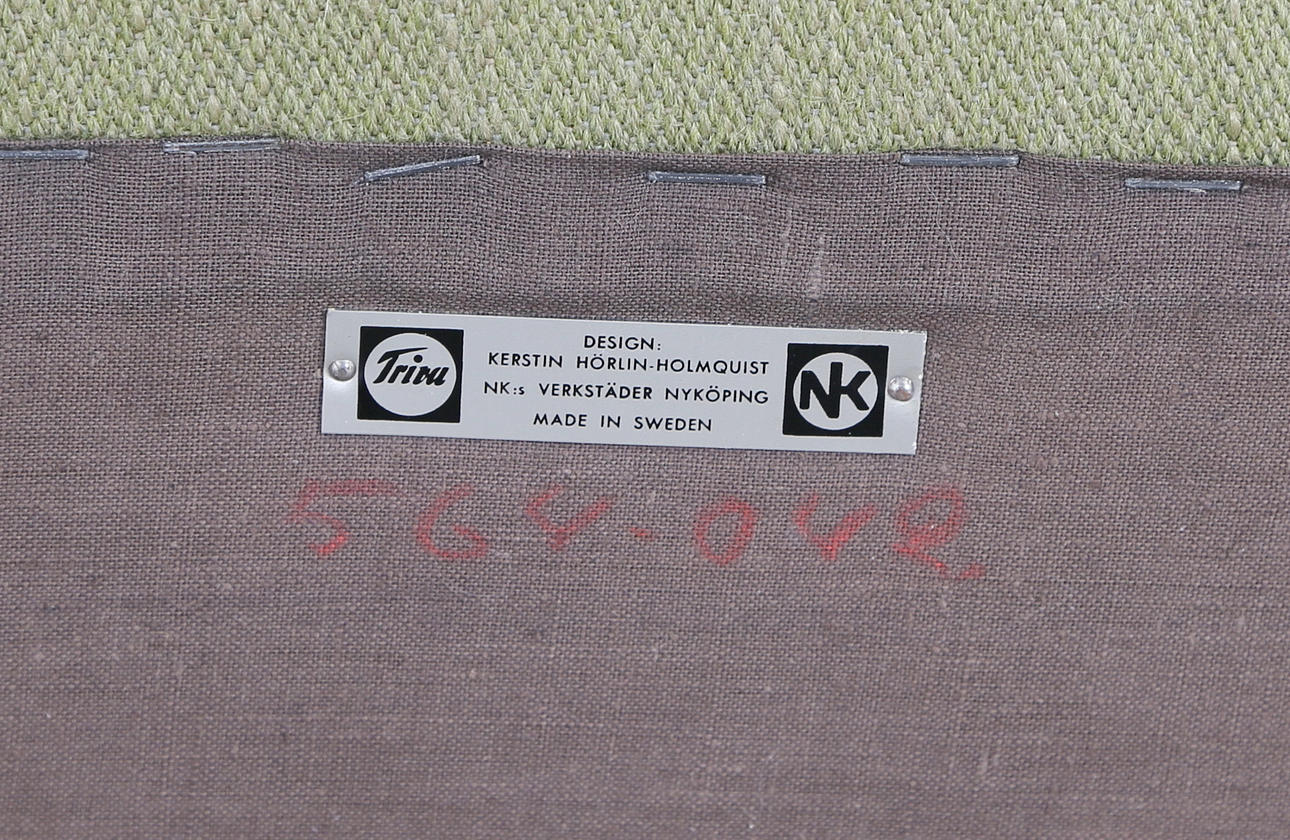 Triva
DESIGN:
KERSTIN HÖRLIN-HOLMQUIST
NK:s VERKSTÄDER NYKÖPING
MADE IN SWEDEN
NK
564-042